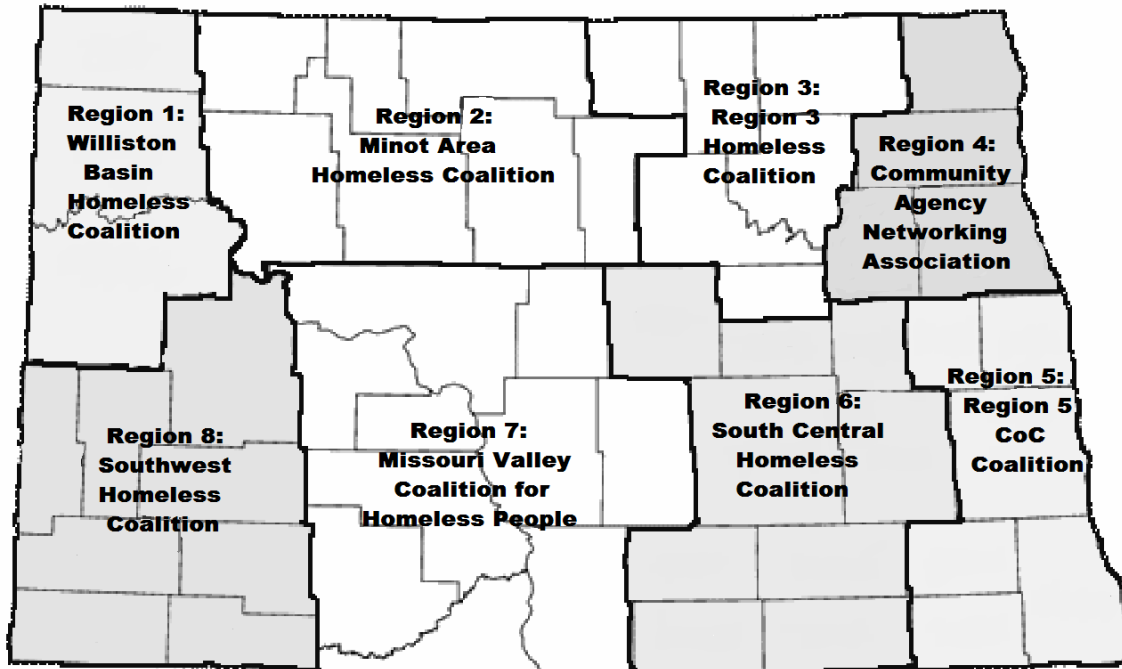 Region 1:
Williston
Basin
Homeless
Coalition
Region 2:
Minot Area
Homeless Coalition
Region 3:
Region 3
Homeless
Coalition
Region 4:
Community
Agency
Networking
Association
Region 8:
Southwest
Homeless
Coalition
Region 7:
Missouri Valley
Coalition for
Homeless People
Region 6:
South Central
Homeless
Coalition
Region 5:
Region 5
CoC
Coalition